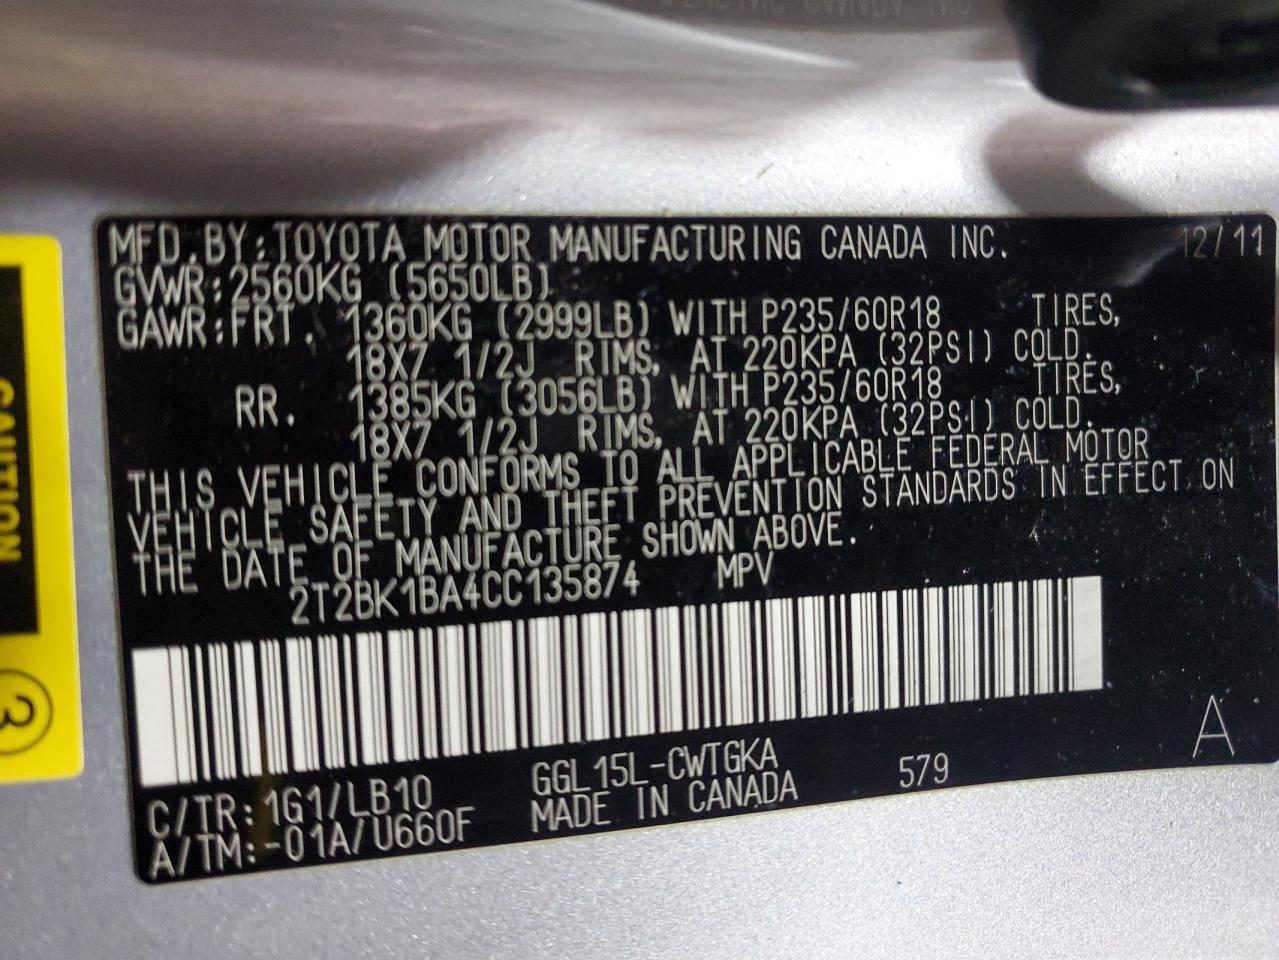 MFD.BY:TOYOTA MOTOR MANUFACTURING CANADA INC. 12/11
GVWR:2560KG (5650LB)
GAWR:FRT. 1360KG (2999LB) WITH P235/60R18 TIRES,
18X7 1/2J RIMS, AT 220KPA (32PSI) COLD.
RR. 1385KG (3056LB) WITH P235/60R18 TIRES,
18X7 1/2J RIMS, AT 220KPA (32PSI) COLD.
THIS VEHICLE CONFORMS TO ALL APPLICABLE FEDERAL MOTOR
VEHICLE SAFETY AND THEFT PREVENTION STANDARDS IN EFFECT ON
THE DATE OF MANUFACTURE SHOWN ABOVE.
2T2BK1BA4CC135874 MPV
C/TR:1G1/LB10 GGL15L-CWTGKA 579 A
A/TM:-01A/U660F MADE IN CANADA
CAUTION
3